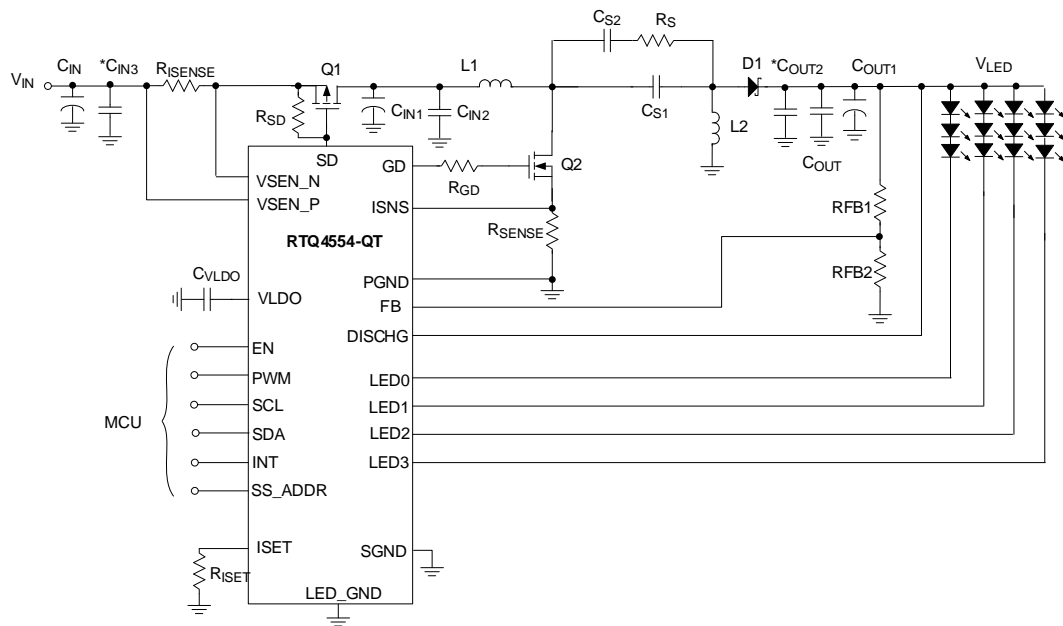 CS2
RS
CIN
*CIN3
RISENSE
Q1
L1
D1
*COUT2
COUT1
VLED
VIN
CIN1
CIN2
CS1
RSD
L2
COUT
SD
GD
RGD
Q2
VSEN_N
VSEN_P
ISNS
RFB1
RTQ4554-QT
RSENSE
RFB2
CVLDO
PGND
VLDO
FB
DISCHG
EN
PWM
LED0
SCL
LED1
MCU
SDA
LED2
INT
LED3
SS_ADDR
ISET
SGND
RISET
LED_GND